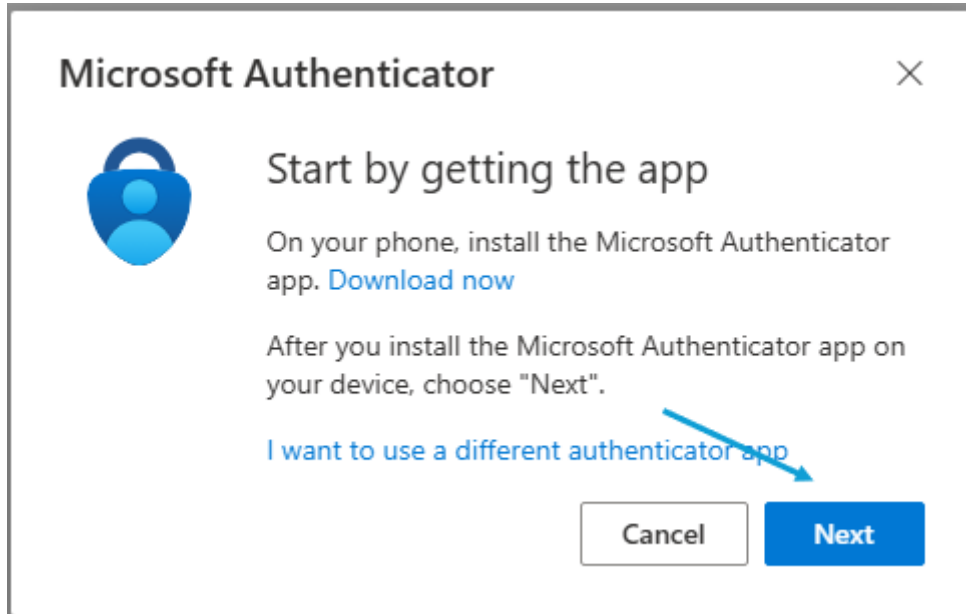 Microsoft Authenticator
Start by getting the app
On your phone, install the Microsoft Authenticator
app. Download now
After you install the Microsoft Authenticator app on
your device, choose "Next".
I want to use a different authenticator app
Cancel
Next